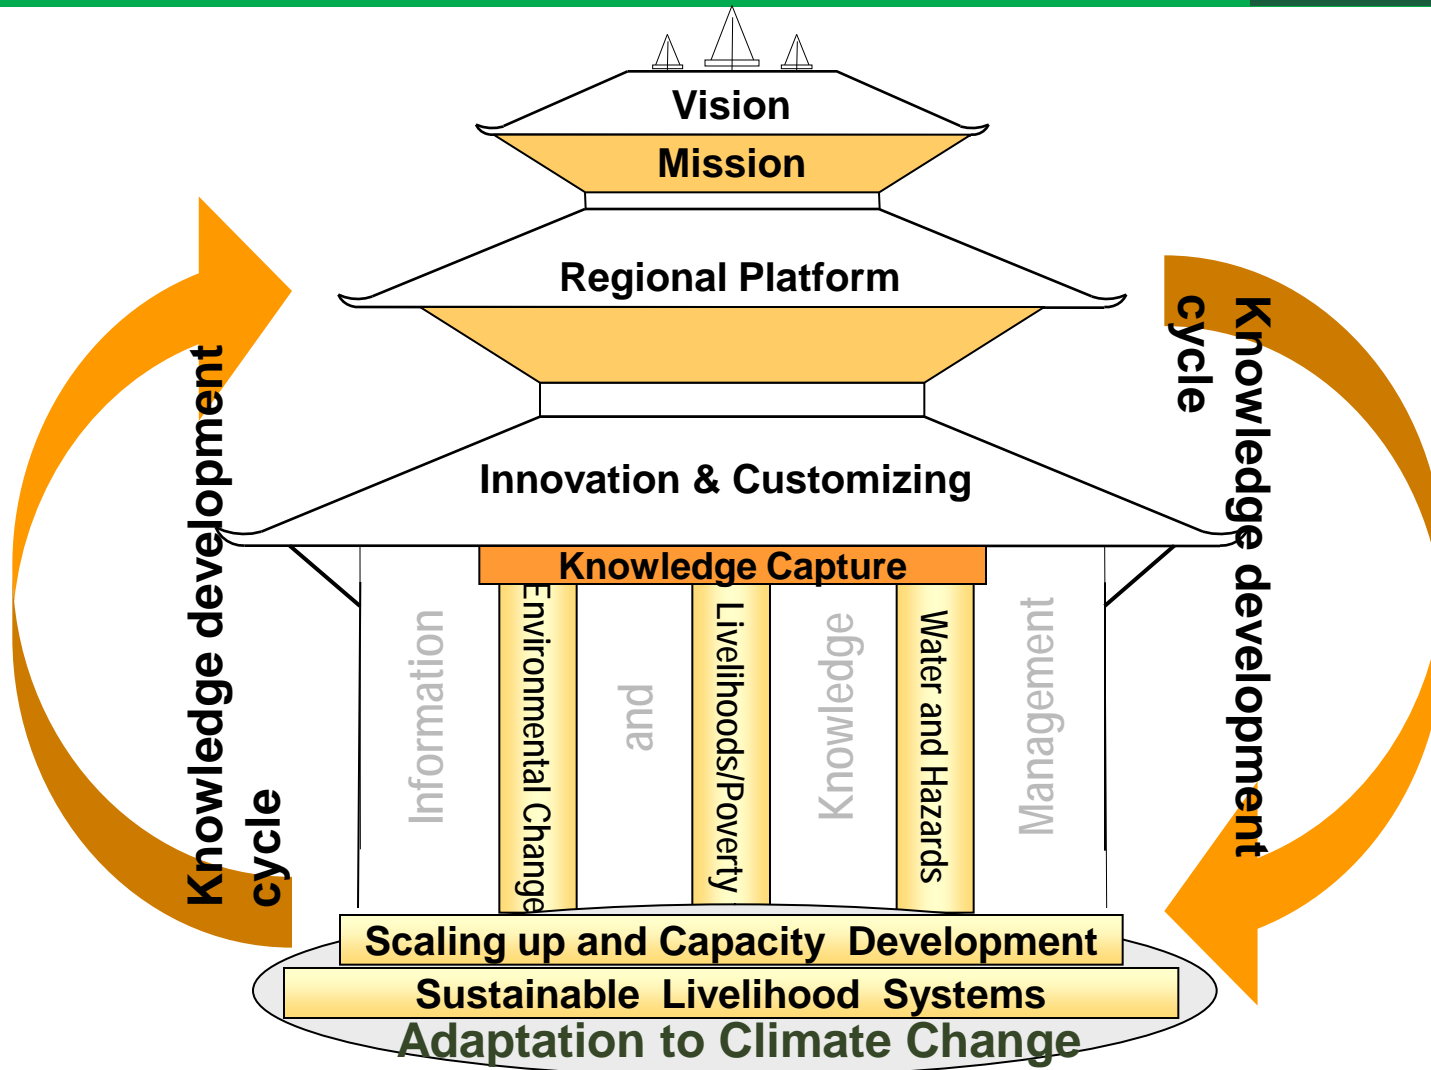 Vision
Mission
Regional Platform
Innovation & Customizing
Knowledge Capture
Knowledge development
cycle
Information
Environmental Change
and
Livelihoods/Poverty
Knowledge
Water and Hazards
Management
Knowledge development
cycle
Scaling up and Capacity Development
Sustainable Livelihood Systems
Adaptation to Climate Change